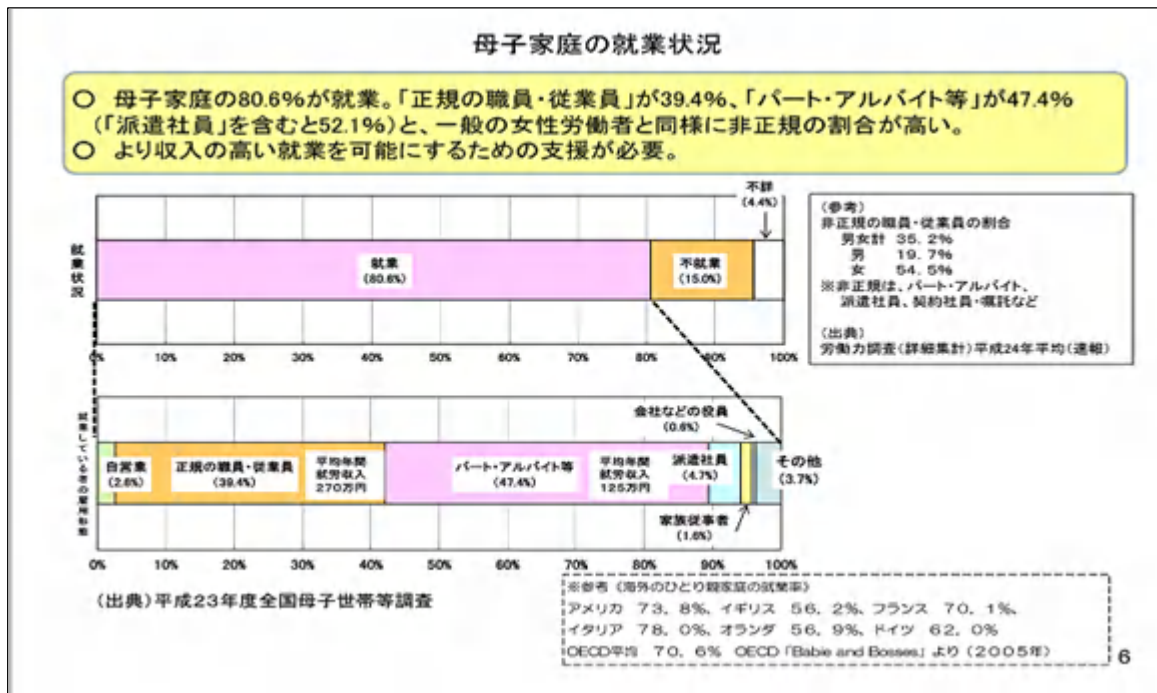 母子家庭の就業状況
○ 母子家庭の80.6%が就業。「正規の職員・従業員」が39.4%、「パート・アルバイト等」が47.4%
(「派遣社員」を含むと52.1%)と、一般の女性労働者と同様に非正規の割合が高い。
○ より収入の高い就業を可能にするための支援が必要。
不詳
(4.4%)
就業状況
就業
(80.6%)
不就業
(15.0%)
0% 10% 20% 30% 40% 50% 60% 70% 80% 90% 100%
(参考)
非正規の職員・従業員の割合
男女計 35.2%
男 19.7%
女 54.5%
※非正規は、パート・アルバイト、
派遣社員、契約社員・嘱託など
(出典)
労働力調査(詳細集計)平成24年平均(速報)
就業している者の雇用形態
会社などの役員
(0.6%)
自営業
(2.6%)
正規の職員・従業員
(39.4%)
平均年間
就労収入
270万円
パート・アルバイト等
(47.4%)
平均年間
就労収入
125万円
派遣社員
(4.7%)
その他
(3.7%)
家族従事者
(1.6%)
0% 10% 20% 30% 40% 50% 60% 70% 80% 90% 100%
(出典)平成23年度全国母子世帯等調査
※参考(海外のひとり親家庭の就業率)
アメリカ 73.8%、イギリス 56.2%、フランス 70.1%、
イタリア 78.0%、オランダ 56.9%、ドイツ 62.0%
OECD平均 70.6% OECD「Babie and Bosses」より(2005年)
6